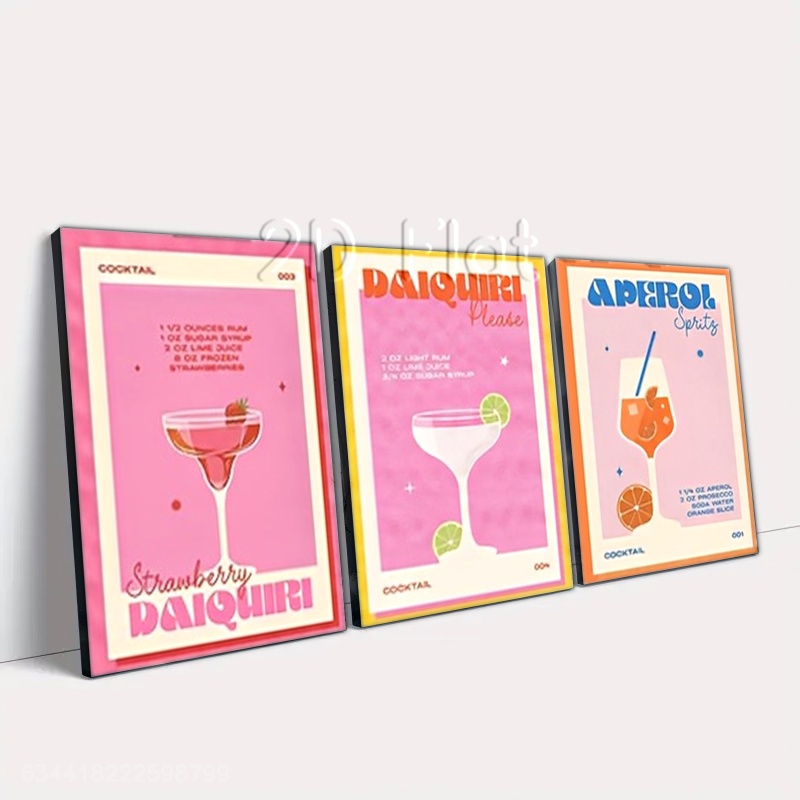 2D Flat
COCKTAIL
003
1 1/2 OUNCES RUM
1 OZ SUGAR SYRUP
2 OZ LIME JUICE
8 OZ FROZEN
STRAWBERRIES
Strawberry
DAIQUIRI
DAIQUIRI
Please
2 OZ LIGHT RUM
1 OZ LIME JUICE
3/4 OZ SUGAR SYRUP
COCKTAIL
004
APEROL
Spritz
1 1/4 OZ APEROL
2 OZ PROSECCO
SODA WATER
ORANGE SLICE
COCKTAIL
001
634418222598799